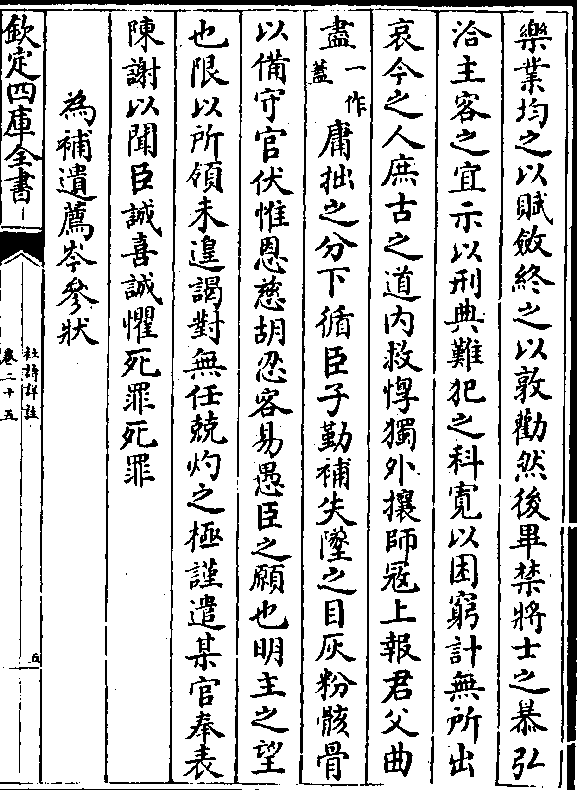 樂業均之以賦斂終之以敦勸然後畢禁將士之暴弘
洽主客之宜示以刑典難犯之科寛以困窮計無所出
哀今之人庶古之道内救惸獨外攘師寇上報君父曲
盡一作蓋庸拙之分下循臣子勤補失墜之目灰粉骸骨
以備守官伏惟恩慈胡忍容易愚臣之願也明主之望
也限以所領未遑謁對無任兢灼之極謹遣某官奉表
陳謝以聞臣誠喜誠懼死罪死罪
為補遺薦岑參狀
欽定四庫全書
杜詩詳註
卷二十五
五